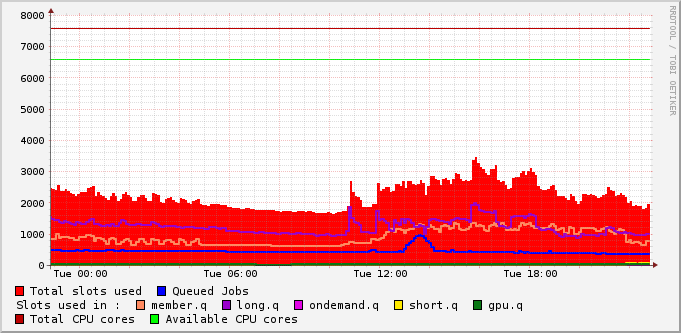 8000
7000
6000
5000
4000
3000
2000
1000
0
Tue 00:00 Tue 06:00 Tue 12:00 Tue 18:00
Total slots used Queued Jobs
Slots used in : member.q long.q ondemand.q short.q gpu.q
Total CPU cores Available CPU cores
RRDTOOL / TOBI OETIKER